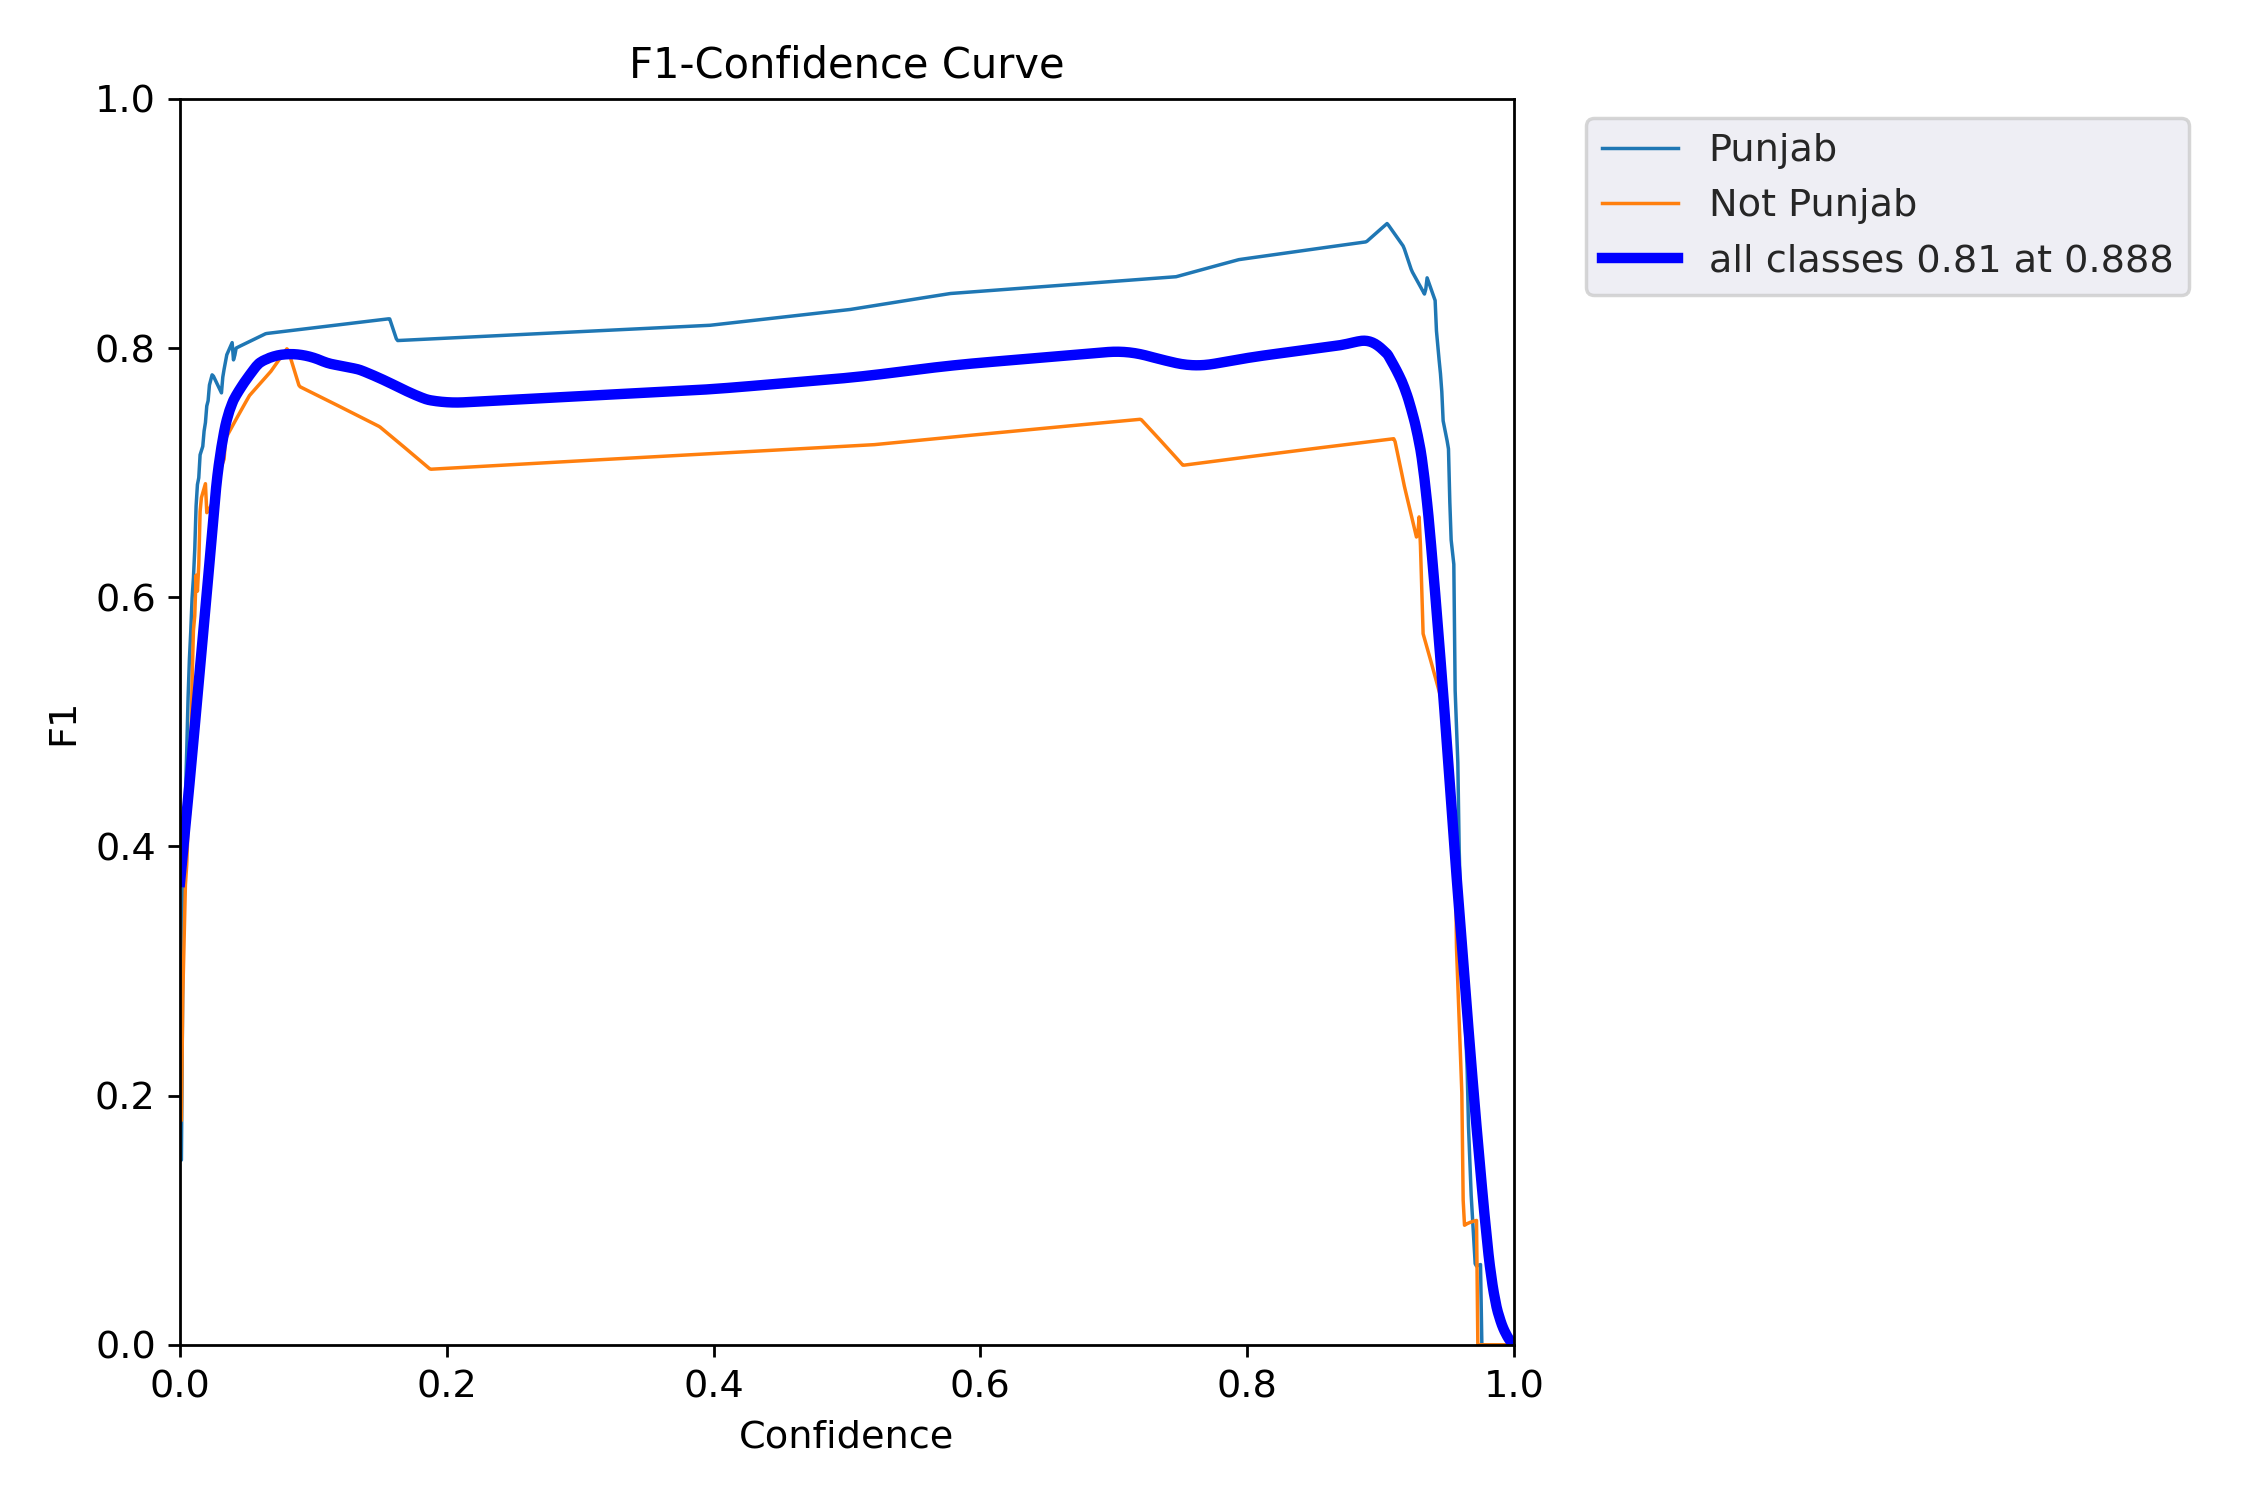 F1-Confidence Curve
1.0
0.8
0.6
0.4
0.2
0.0
F1
0.0 0.2 0.4 0.6 0.8 1.0
Confidence
Punjab
Not Punjab
all classes 0.81 at 0.888